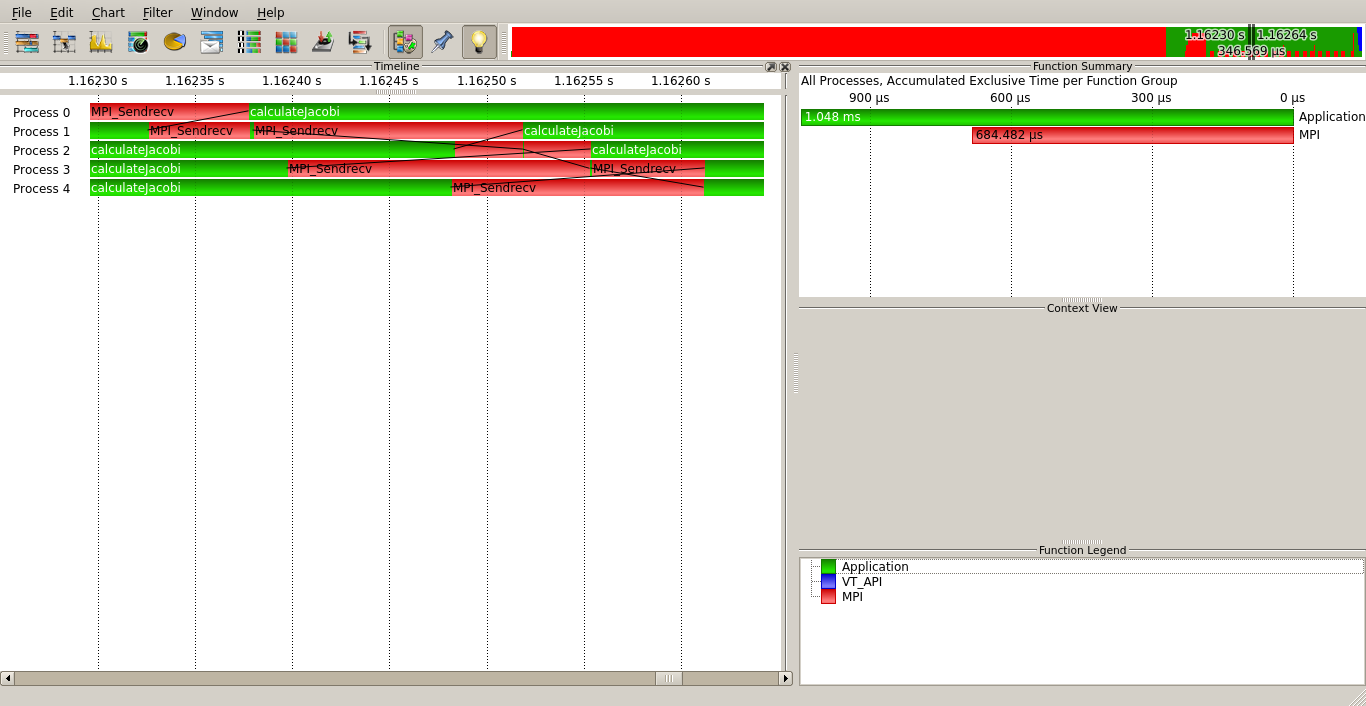 File Edit Chart Filter Window Help
1.16230 s 1.16264 s
346.569 µs
Timeline
1.16230 s 1.16235 s 1.16240 s 1.16245 s 1.16250 s 1.16255 s 1.16260 s
Process 0 MPI_Sendrecv calculateJacobi
Process 1 MPI_Sendrecv MPI_Sendrecv calculateJacobi
Process 2 calculateJacobi calculateJacobi
Process 3 calculateJacobi MPI_Sendrecv MPI_Sendrecv
Process 4 calculateJacobi MPI_Sendrecv
Function Summary
All Processes, Accumulated Exclusive Time per Function Group
900 µs 600 µs 300 µs 0 µs
1.048 ms Application
684.482 µs MPI
Context View
Function Legend
Application
VT_API
MPI